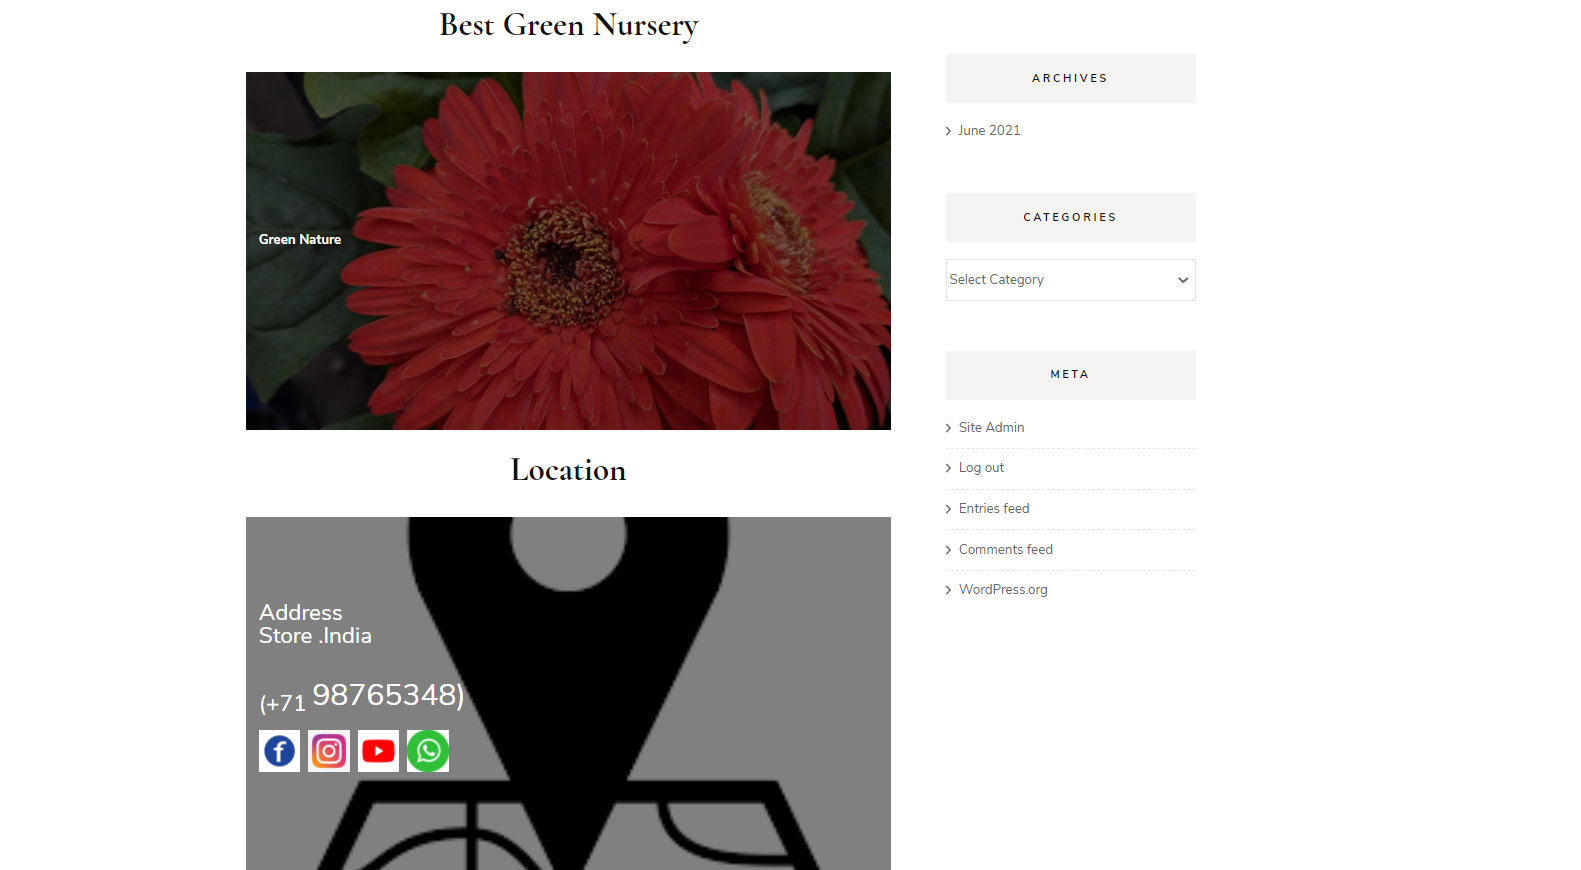 Best Green Nursery
Green Nature
Location
Address
Store .India
(+71 98765348)
ARCHIVES
June 2021
CATEGORIES
Select Category
META
Site Admin
Log out
Entries feed
Comments feed
WordPress.org